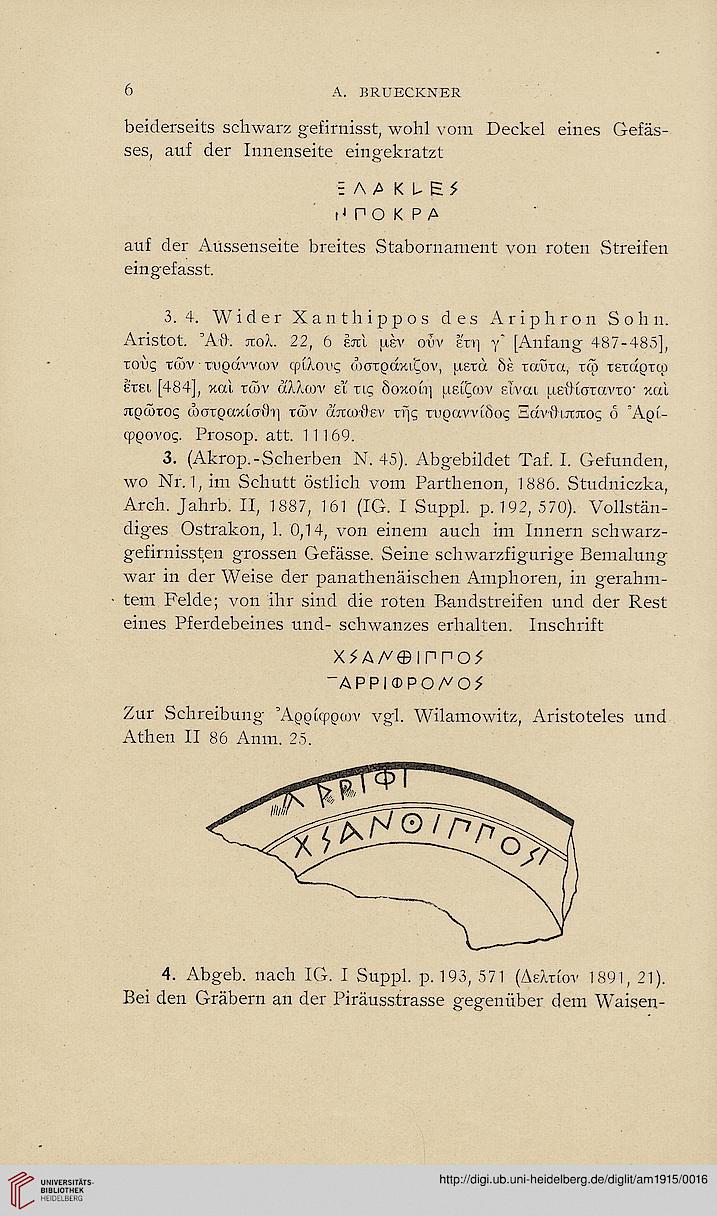 6 A. BRUECKNER
beiderseits schwarz gefirnisst, wohl vom Deckel eines Gefäs-
ses, auf der Innenseite eingekratzt
ΛΑΚLΕS
ΠΟΚΡΑ
auf der Aussenseite breites Stabornament von roten Streifen
eingefasst.
3. 4. Wider Xanthippos des Ariphron Sohn.
Aristot. Ἀθ. πολ. 22, 6 ἐπὶ μὲν οὖν ἔτη γʹ [Anfang 487-485],
τοὺς τῶν τυράννων φίλους ὠστράκιζον, μετὰ δὲ ταῦτα, τῷ τετάρτῳ
ἔτει [484], καὶ τῶν ἄλλων εἴ τις δοκοίη μείζων εἶναι μεθίσταντο· καὶ
πρῶτος ὠστρακίσθη τῶν ἄπωθεν τῆς τυραννίδος Ξάνθιππος ὁ Ἀρί-
φρονος. Prosop. att. 11169.
3. (Akrop.-Scherben N. 45). Abgebildet Taf. I. Gefunden,
wo Nr. 1, im Schutt östlich vom Parthenon, 1886. Studniczka,
Arch. Jahrb. II, 1887, 161 (IG. I Suppl. p. 192, 570). Vollstän-
diges Ostrakon, l. 0,14, von einem auch im Innern schwarz-
gefirnissten grossen Gefässe. Seine schwarzfigurige Bemalung
war in der Weise der panathenäischen Amphoren, in gerahm-
tem Felde; von ihr sind die roten Bandstreifen und der Rest
eines Pferdebeines und- schwanzes erhalten. Inschrift
ΧSΑΝΘΙΠΠΟS
ΑΡΡΙΦΡΟΝΟS
Zur Schreibung Ἀρρίφρων vgl. Wilamowitz, Aristoteles und
Athen II 86 Anm. 25.
ΑΡRΙΦΙ
ΧSΑΝΘΙΠΠΟSΙ
4. Abgeb. nach IG. I Suppl. p. 193, 571 (Δελτίον 1891, 21).
Bei den Gräbern an der Piräusstrasse gegenüber dem Waisen-
UNIVERSITÄTS-
BIBLIOTHEK
HEIDELBERG
http://digi.ub.uni-heidelberg.de/diglit/am1915/0016